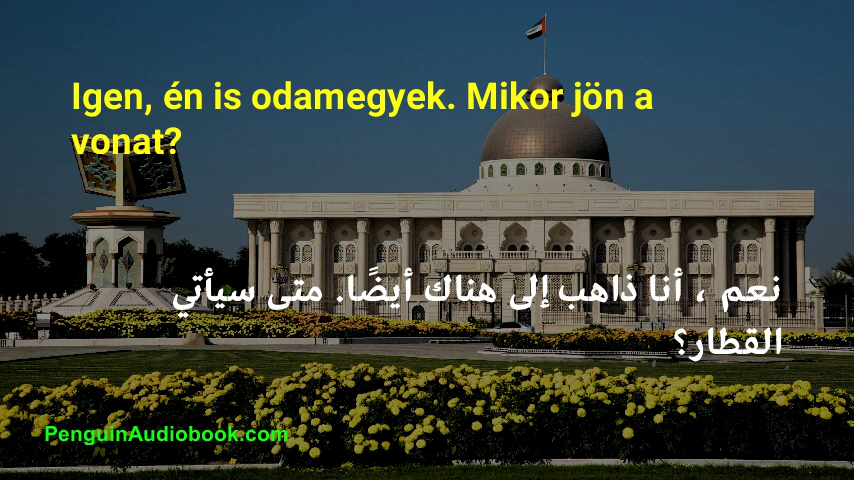 Igen, én is odamegyek. Mikor jön a
vonat?
نعم ، أنا ذاهب إلى هناك أيضًا. متى سيأتي
القطار؟
PenguinAudiobook.com